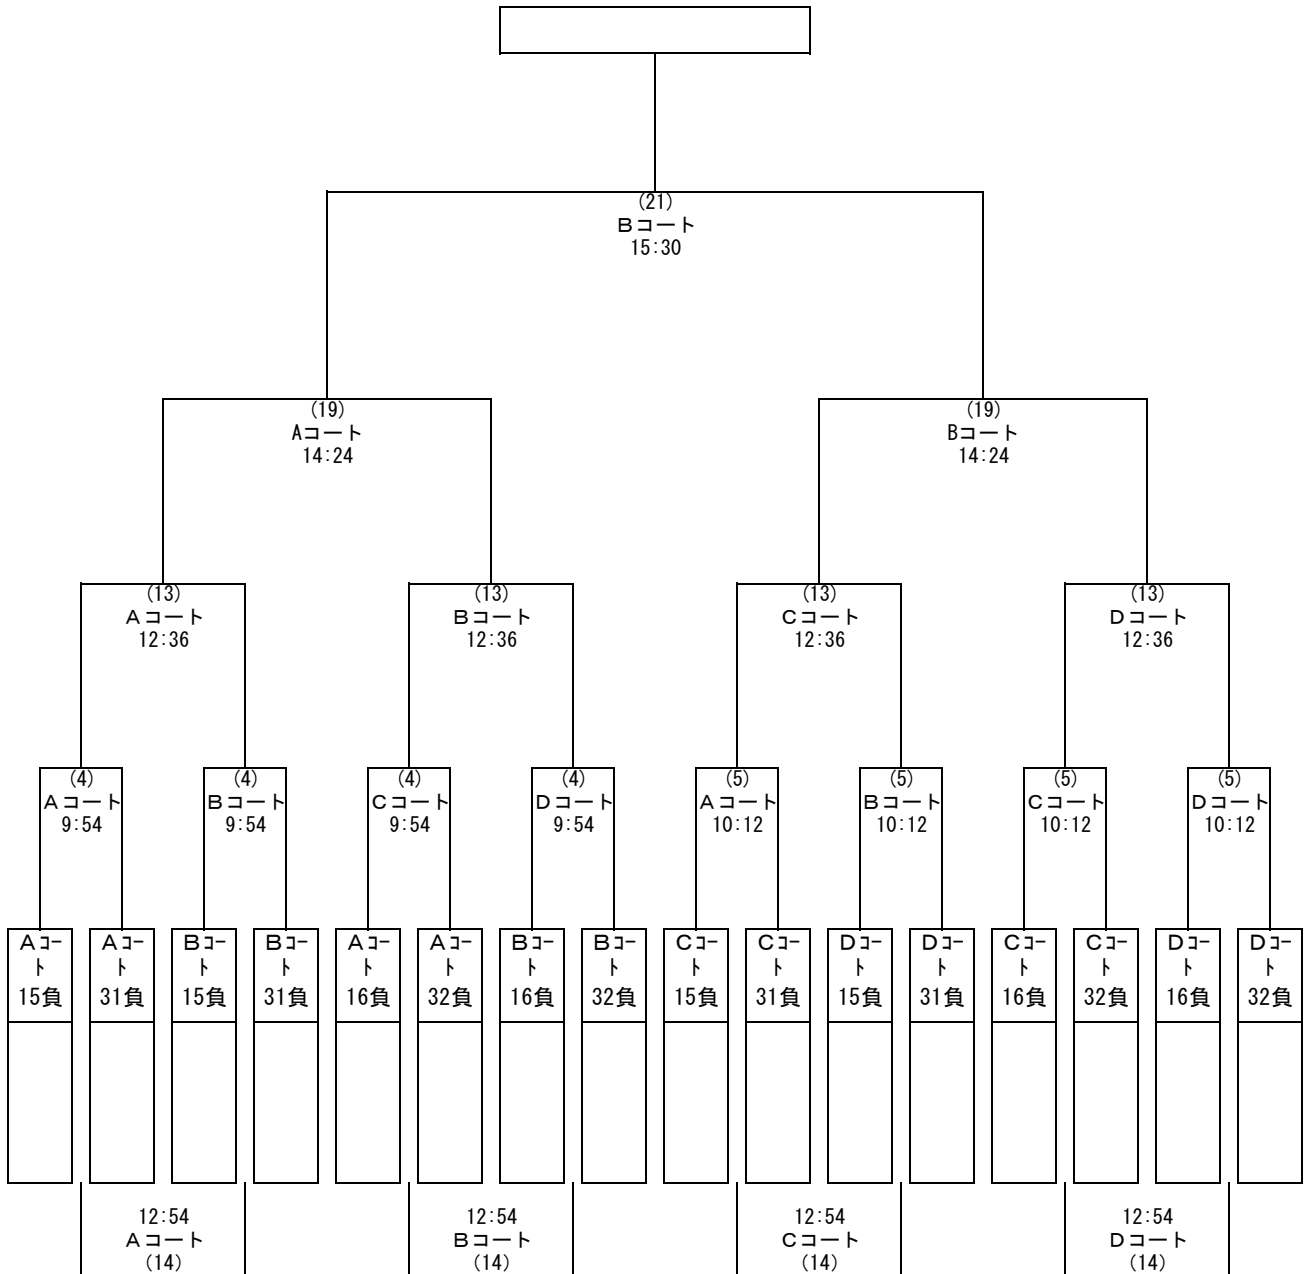 (21)
Bコート
15:30
(19)
Aコート
14:24
(19)
Bコート
14:24
(13)
Aコート
12:36
(13)
Bコート
12:36
(13)
Cコート
12:36
(13)
Dコート
12:36
(4)
Aコート
9:54
(4)
Bコート
9:54
(4)
Cコート
9:54
(4)
Dコート
9:54
(5)
Aコート
10:12
(5)
Bコート
10:12
(5)
Cコート
10:12
(5)
Dコート
10:12
Aｺｰ
ﾄ
15負
Aｺｰ
ﾄ
31負
Bｺｰ
ﾄ
15負
Bｺｰ
ﾄ
31負
Aｺｰ
ﾄ
16負
Aｺｰ
ﾄ
32負
Bｺｰ
ﾄ
16負
Bｺｰ
ﾄ
32負
Cｺｰ
ﾄ
15負
Cｺｰ
ﾄ
31負
Dｺｰ
ﾄ
15負
Dｺｰ
ﾄ
31負
Cｺｰ
ﾄ
16負
Cｺｰ
ﾄ
32負
Dｺｰ
ﾄ
16負
Dｺｰ
ﾄ
32負
12:54
Aコート
(14)
12:54
Bコート
(14)
12:54
Cコート
(14)
12:54
Dコート
(14)